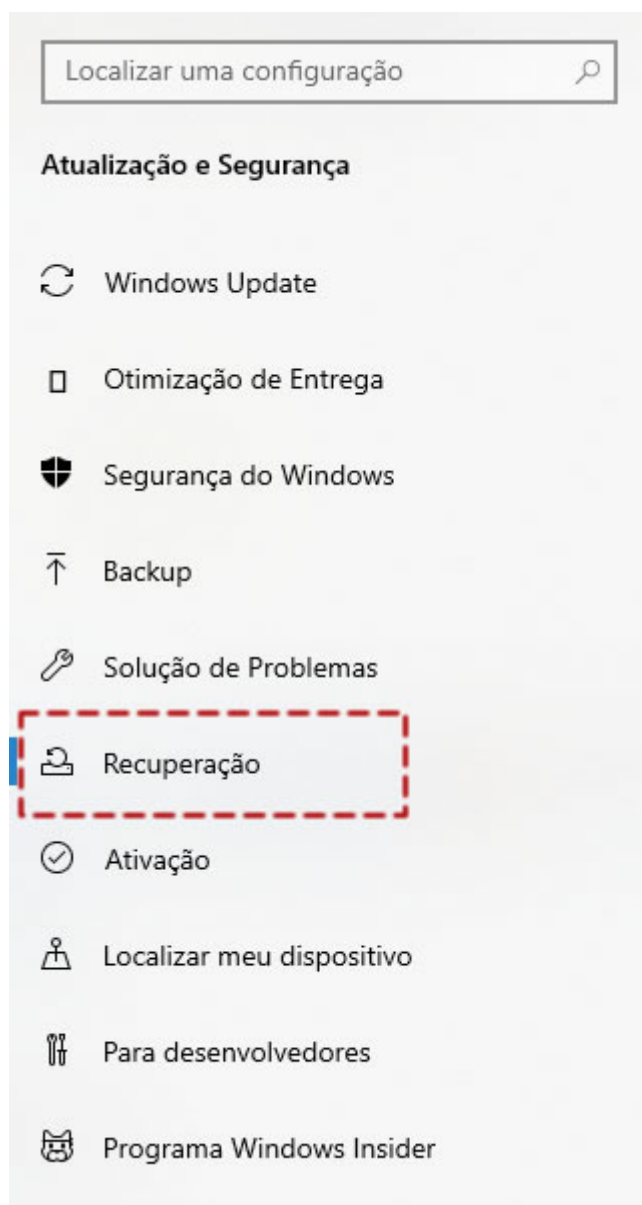 Localizar uma configuração
Atualização e Segurança
Windows Update
Otimização de Entrega
Segurança do Windows
Backup
Solução de Problemas
Recuperação
Ativação
Localizar meu dispositivo
Para desenvolvedores
Programa Windows Insider